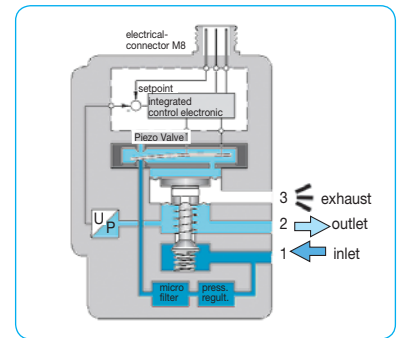 electrical-
connector M8
setpoint
integrated
control electronic
Piezo Valve
3 exhaust
2 outlet
1 inlet
U
P
micro
filter
press.
regult.